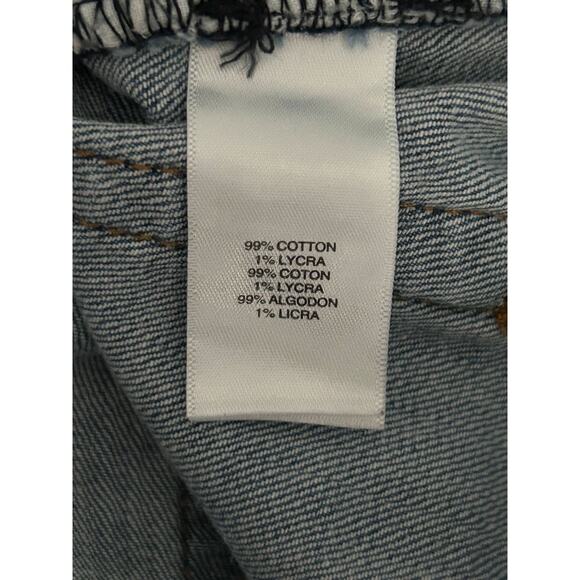 99% COTTON
1% LYCRA
99% COTON
1% LYCRA
99% ALGODON
1% LICRA